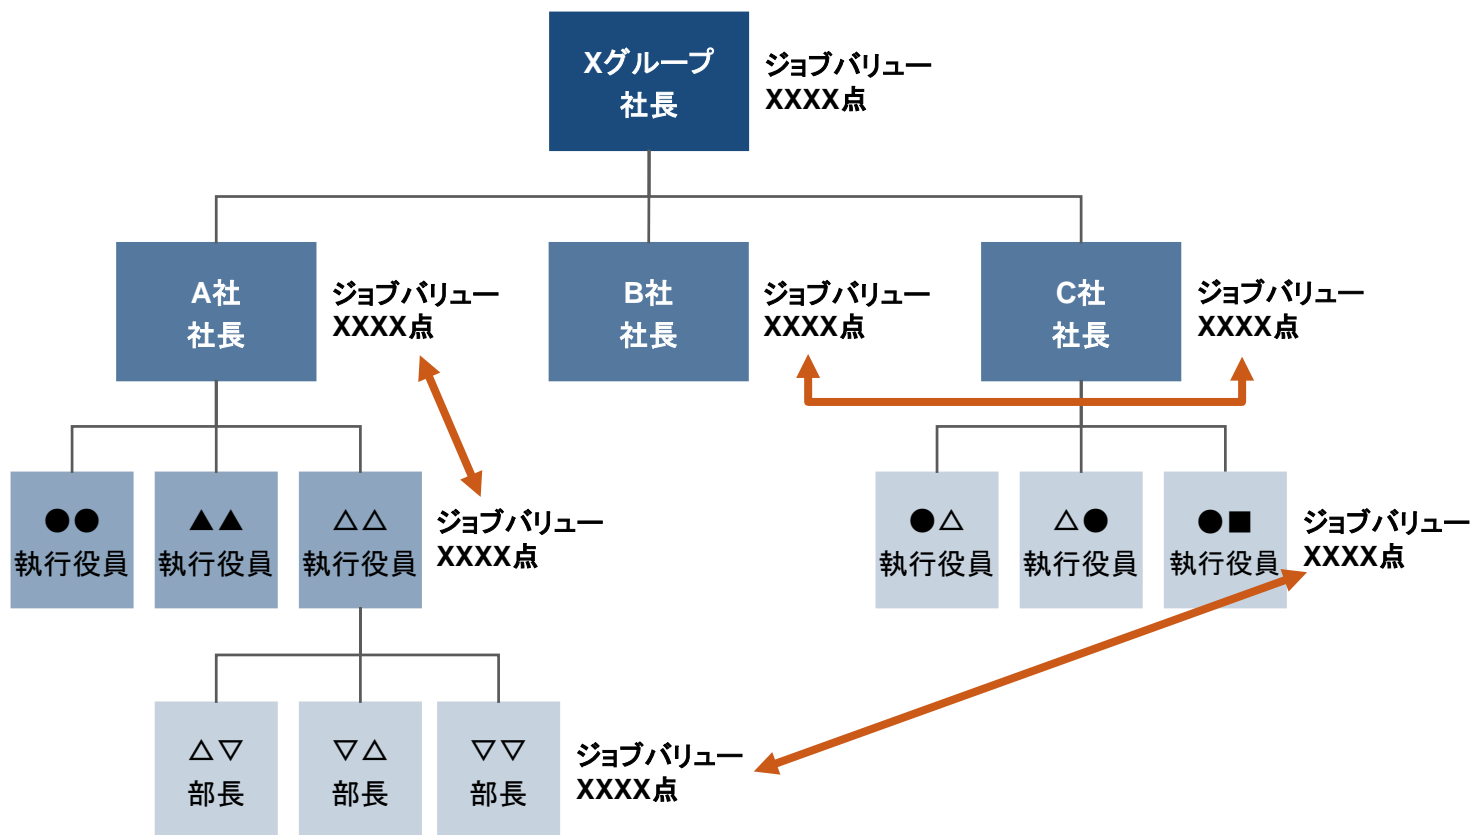 Xグループ
社長
ジョブバリュー
XXXX点
A社
社長
ジョブバリュー
XXXX点
B社
社長
ジョブバリュー
XXXX点
C社
社長
ジョブバリュー
XXXX点
●●
執行役員
▲▲
執行役員
△△
執行役員
ジョブバリュー
XXXX点
●△
執行役員
△●
執行役員
●■
執行役員
ジョブバリュー
XXXX点
△▽
部長
▽△
部長
▽▽
部長
ジョブバリュー
XXXX点